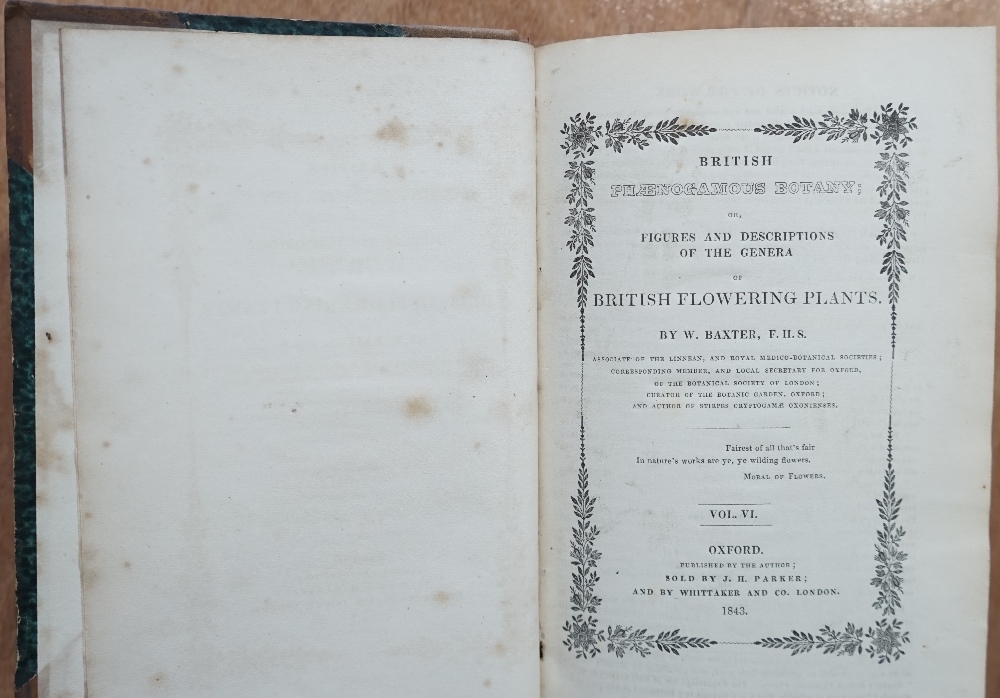 BRITISH
PHÆNOGAMOUS BOTANY;
OR,
FIGURES AND DESCRIPTIONS
OF THE GENERA
OF
BRITISH FLOWERING PLANTS.
BY W. BAXTER, F.H.S.
ASSOCIATE OF THE LINNEAN, AND ROYAL MEDICO-BOTANICAL SOCIETIES;
CORRESPONDING MEMBER, AND LOCAL SECRETARY FOR OXFORD,
OF THE BOTANICAL SOCIETY OF LONDON;
CURATOR OF THE BOTANIC GARDEN, OXFORD;
AND AUTHOR OF STIRPES CRYPTOGAMÆ OXONIENSES.
Fairest of all that's fair
In nature's works are ye, ye wilding flowers.
MORAL OF FLOWERS.
VOL. VI.
OXFORD.
PUBLISHED BY THE AUTHOR;
SOLD BY J. H. PARKER;
AND BY WHITTAKER AND CO. LONDON.
1843.